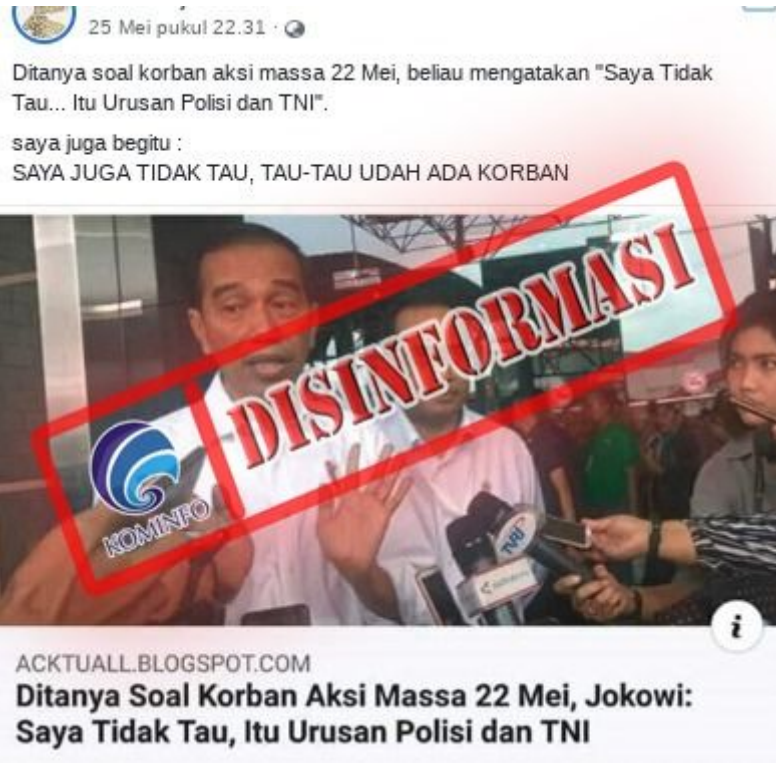 25 Mei pukul 22.31 ·
Ditanya soal korban aksi massa 22 Mei, beliau mengatakan "Saya Tidak
Tau... Itu Urusan Polisi dan TNI".
saya juga begitu :
SAYA JUGA TIDAK TAU, TAU-TAU UDAH ADA KORBAN
DISINFORMASI
KOMINFO
i
ACKTUALL.BLOGSPOT.COM
Ditanya Soal Korban Aksi Massa 22 Mei, Jokowi:
Saya Tidak Tau, Itu Urusan Polisi dan TNI